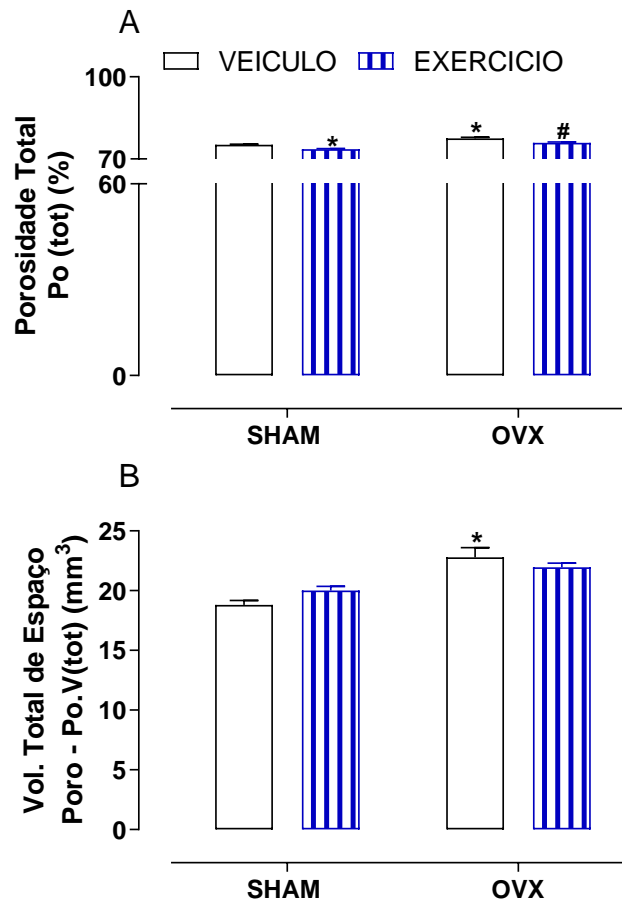 A
VEICULO EXERCICIO
Porosidade Total
Po (tot) (%)
100
70
60
0
*
*
#
SHAM OVX
B
Vol. Total de Espaço
Poro - Po.V(tot) (mm³)
25
20
15
10
5
0
*
SHAM OVX